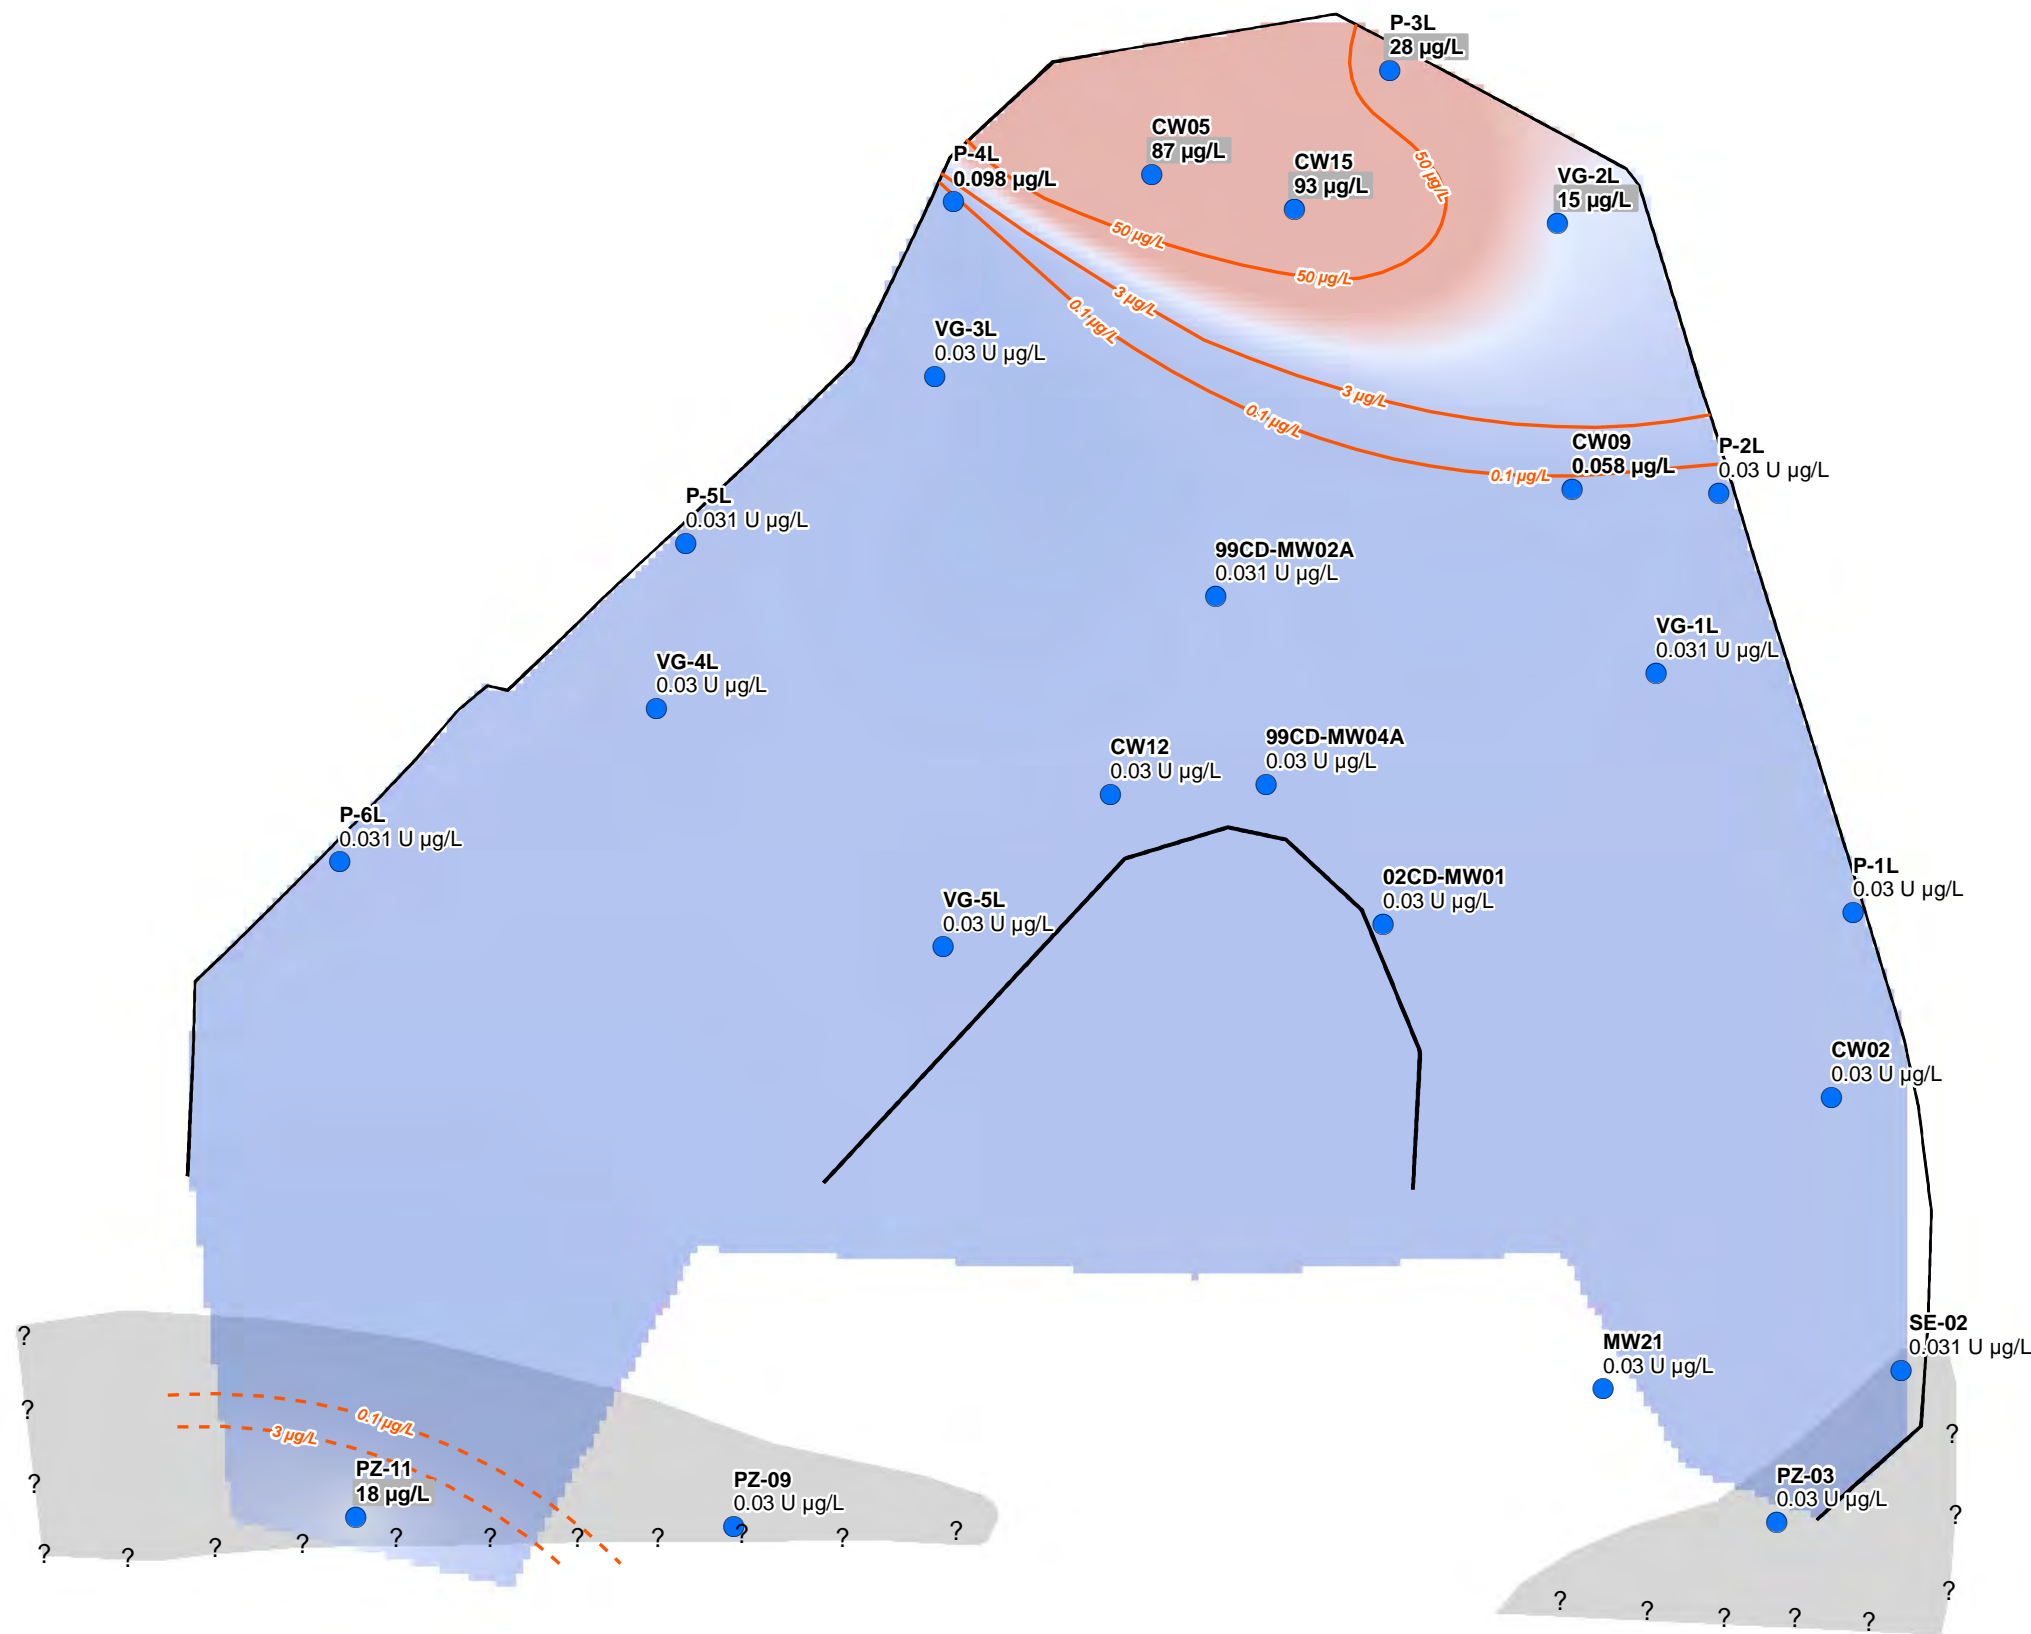 P-3L
28 µg/L
CW05
87 µg/L
P-4L
0.098 µg/L
CW15
93 µg/L
50 µg/L
VG-2L
15 µg/L
50 µg/L
50 µg/L
3 µg/L
0.1 µg/L
VG-3L
0.03 U µg/L
3 µg/L
0.1 µg/L
CW09
0.058 µg/L
P-2L
0.03 U µg/L
0.1 µg/L
P-5L
0.031 U µg/L
99CD-MW02A
0.031 U µg/L
VG-1L
0.031 U µg/L
VG-4L
0.03 U µg/L
CW12
0.03 U µg/L
99CD-MW04A
0.03 U µg/L
P-6L
0.031 U µg/L
P-1L
0.03 U µg/L
02CD-MW01
0.03 U µg/L
VG-5L
0.03 U µg/L
CW02
0.03 U µg/L
SE-02
0.031 U µg/L
?
MW21
0.03 U µg/L
?
0.1 µg/L
3 µg/L
?
PZ-11
18 µg/L
?
PZ-09
0.03 U µg/L
PZ-03
0.03 U µg/L
?
? ? ? ? ? ? ? ? ? ? ?
?
? ? ? ? ?